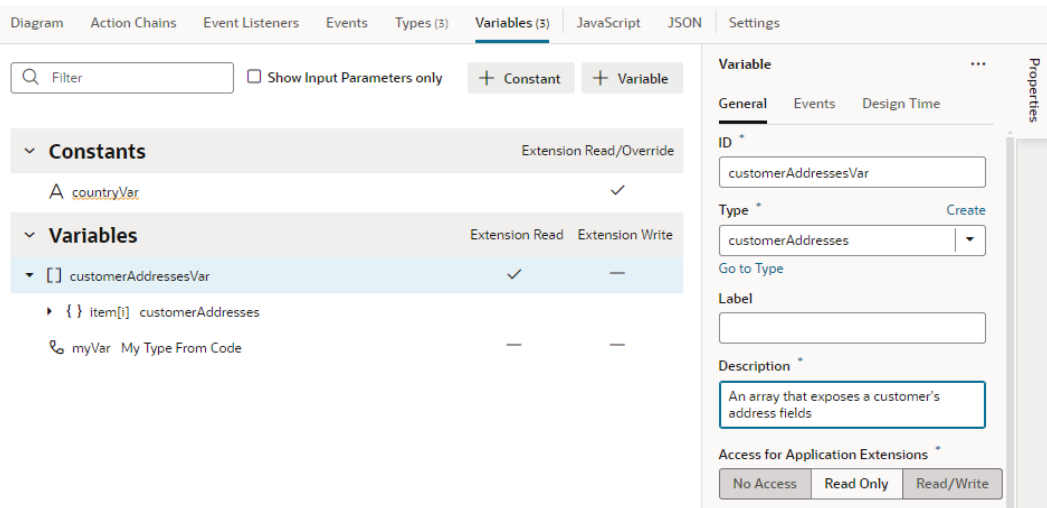 Diagram Action Chains Event Listeners Events Types (3) Variables (3) JavaScript JSON Settings
Filter
Show Input Parameters only
+ Constant
+ Variable
Constants Extension Read/Override
countryVar
Variables Extension Read Extension Write
[ ] customerAddressesVar
{ } item[i] customerAddresses
myVar My Type From Code
Variable ...
General Events Design Time
ID *
customerAddressesVar
Type * Create
customerAddresses
Go to Type
Label
Description *
An array that exposes a customer's
address fields
Access for Application Extensions *
No Access Read Only Read/Write
Properties